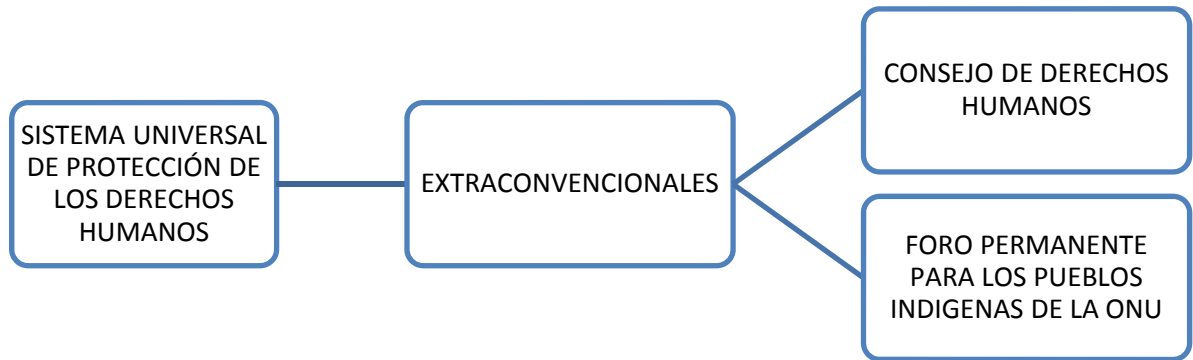 SISTEMA UNIVERSAL
DE PROTECCIÓN DE
LOS DERECHOS
HUMANOS
EXTRACONVENCIONALES
CONSEJO DE DERECHOS
HUMANOS
FORO PERMANENTE
PARA LOS PUEBLOS
INDIGENAS DE LA ONU